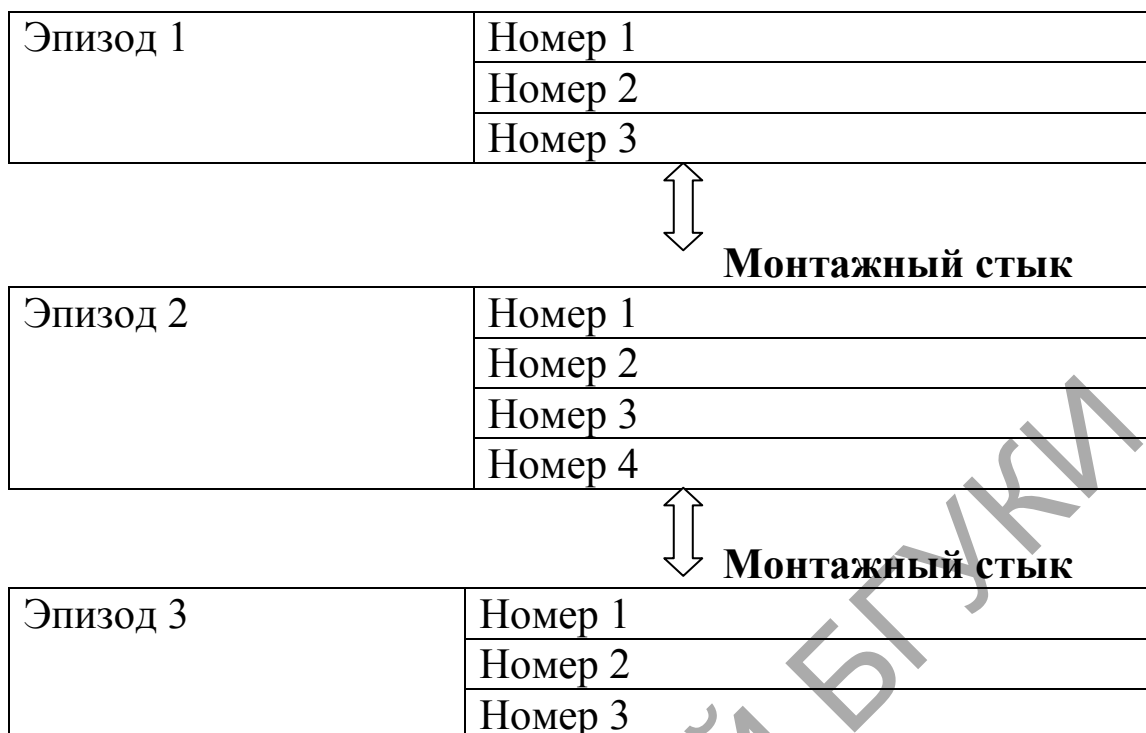 Эпизод 1 Номер 1
Номер 2
Номер 3
Монтажный стык
Эпизод 2 Номер 1
Номер 2
Номер 3
Номер 4
Монтажный стык
Эпизод 3 Номер 1
Номер 2
Номер 3
БГУКИ